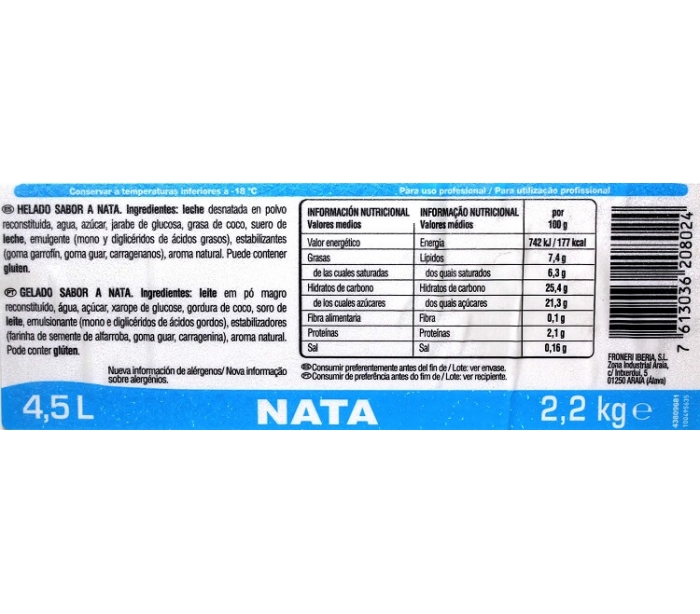 Conservar a temperaturas inferiores a -18 °C
Para uso profesional / Para utilização profissional
ES HELADO SABOR A NATA. Ingredientes: leche desnatada en polvo
reconstituida, agua, azúcar, jarabe de glucosa, grasa de coco, suero de
leche, emulgente (mono y diglicéridos de ácidos grasos), estabilizantes
(goma garrofín, goma guar, carragenanos), aroma natural. Puede contener
gluten.
PT GELADO SABOR A NATA. Ingredientes: leite em pó magro
reconstituído, água, açúcar, xarope de glucose, gordura de coco, soro de
leite, emulsionante (mono e diglicéridos de ácidos gordos), estabilizadores
(farinha de semente de alfarroba, goma guar, carragenina), aroma natural.
Pode conter glúten.
Nueva información de alérgenos/ Nova informação
sobre alergénios.
INFORMACIÓN NUTRICIONAL INFORMAÇÃO NUTRICIONAL por
Valores medios Valores médios 100 g
Valor energético Energia 742 kJ / 177 kcal
Grasas Lípidos 7,4 g
de las cuales saturadas dos quais saturados 6,3 g
Hidratos de carbono Hidratos de carbono 25,4 g
de los cuales azúcares dos quais açúcares 21,3 g
Fibra alimentaria Fibra 0,1 g
Proteínas Proteínas 2,1 g
Sal Sal 0,16 g
ES Consumir preferentemente antes del fin de / Lote: ver envase.
PT Consumir de preferência antes do fim de / Lote: ver recipiente.
7 613036 208024
FRONERI IBERIA, S.L.
Zona Industrial Araia,
c/ Intxerdui, 5
01250 ARAIA (Álava)
4,5 L
NATA
2,2 kg e
43809681